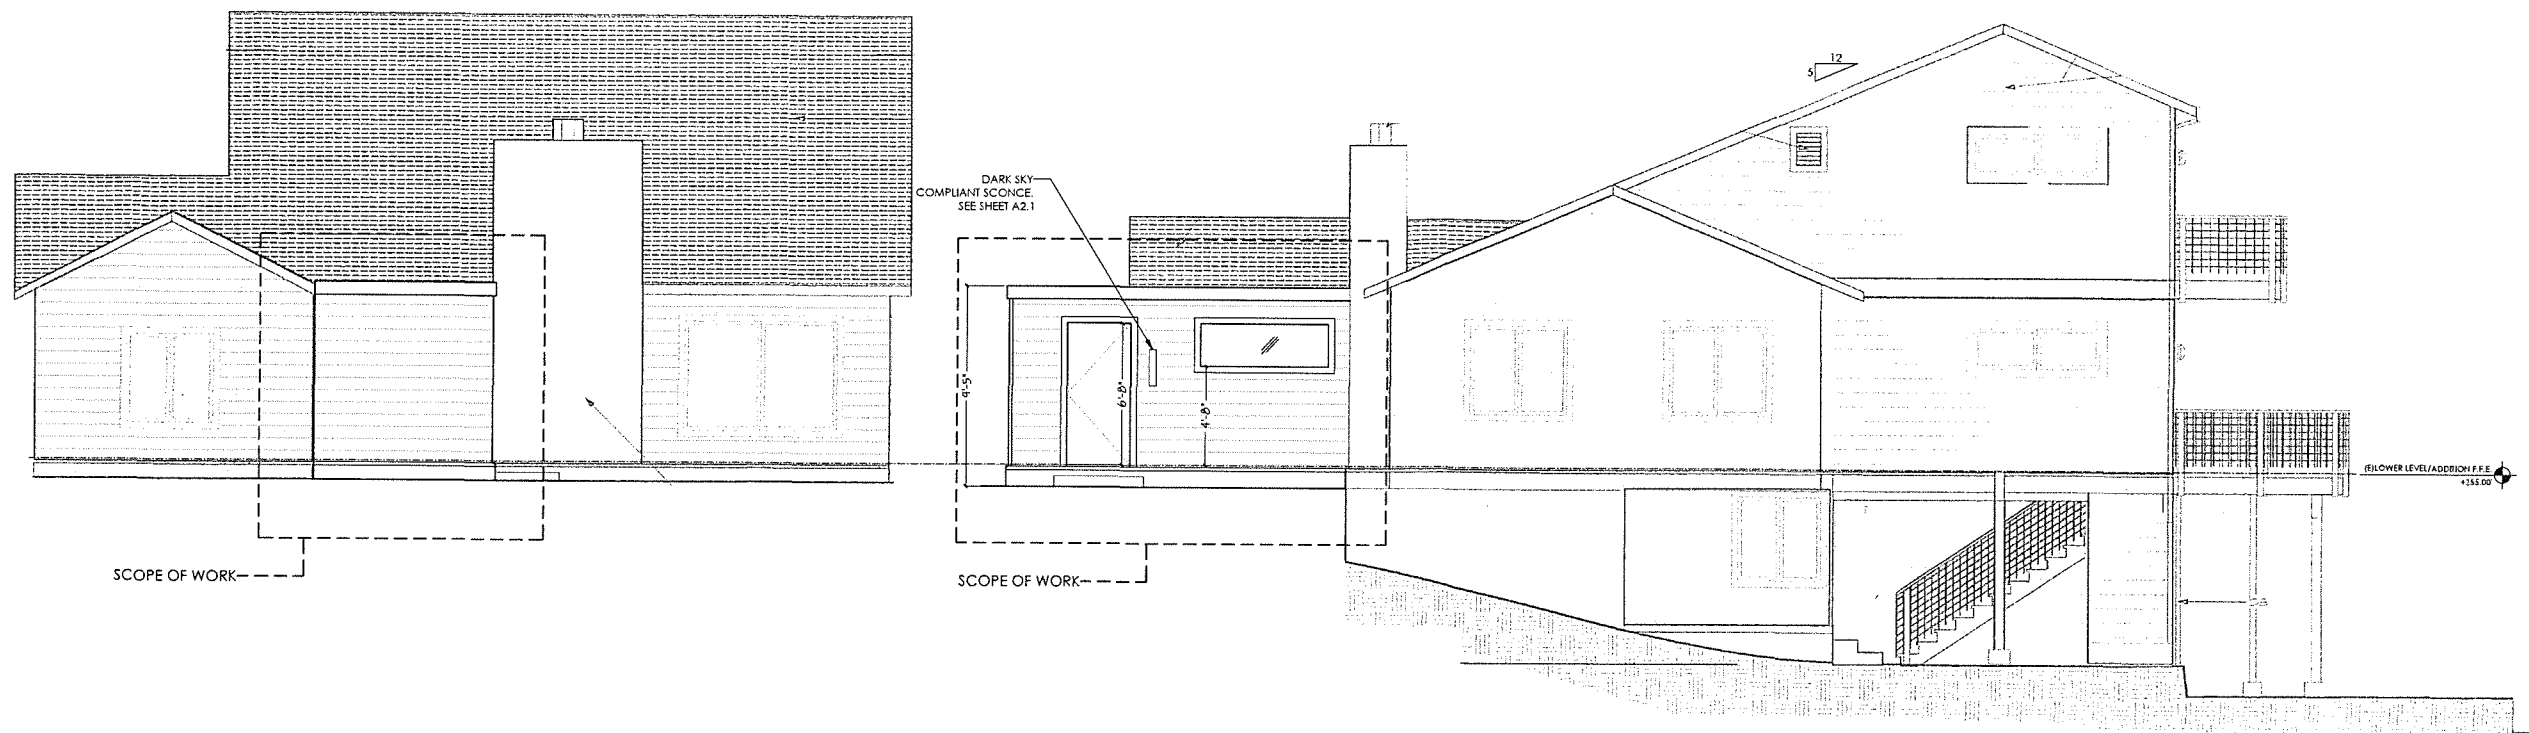 12
5
DARK SKY
COMPLIANT SCONCE.
SEE SHEET A2.1
9'-5"
6'-8"
4'-8"
(E)LOWER LEVEL/ADDITION F.F.E.
+255.00'
SCOPE OF WORK
SCOPE OF WORK